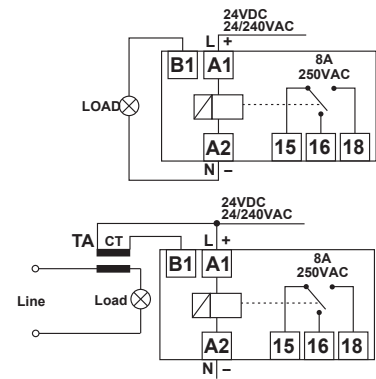 24VDC
24/240VAC
L +
B1 A1
8A
250VAC
LOAD
A2
15 16 18
N –
24VDC
24/240VAC
TA CT
L +
B1 A1
8A
250VAC
Line
Load
A2
15 16 18
N –